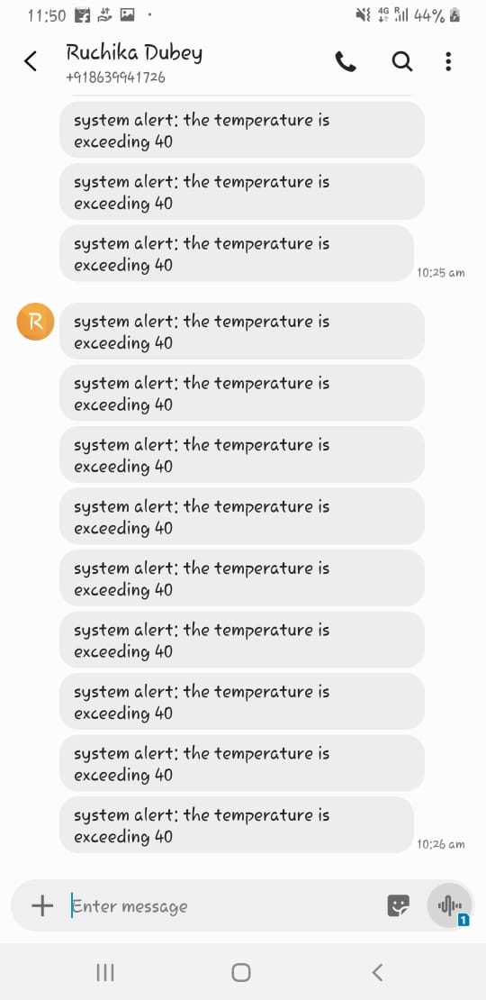 11:50
4G R 44%
Ruchika Dubey
+918639941726
system alert: the temperature is
exceeding 40
system alert: the temperature is
exceeding 40
system alert: the temperature is
exceeding 40
10:25 am
R
system alert: the temperature is
exceeding 40
system alert: the temperature is
exceeding 40
system alert: the temperature is
exceeding 40
system alert: the temperature is
exceeding 40
system alert: the temperature is
exceeding 40
system alert: the temperature is
exceeding 40
system alert: the temperature is
exceeding 40
system alert: the temperature is
exceeding 40
system alert: the temperature is
exceeding 40
10:26 am
Enter message
1